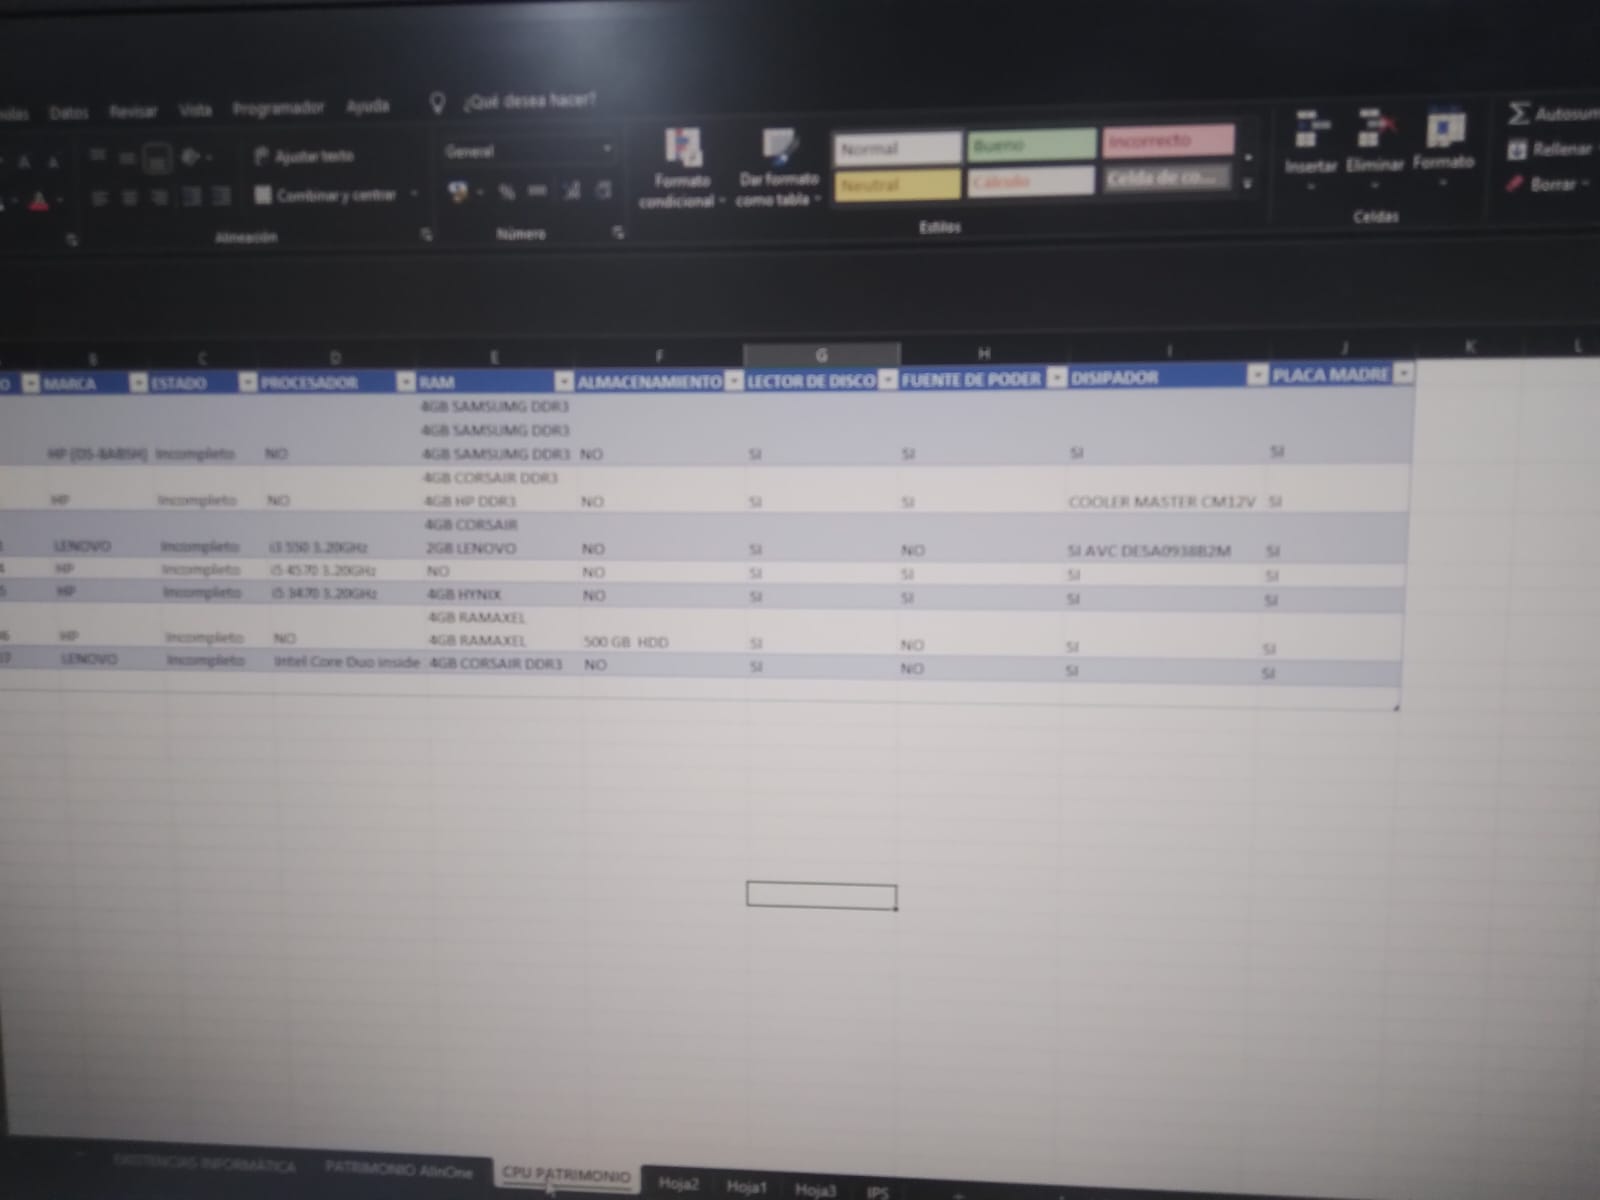 Datos Revisar Vista Programador Ayuda ¿Qué desea hacer?
Ajustar texto
General
Combinar y centrar
Formato condicional
Dar formato como tabla
Normal Bueno Incorrecto
Neutral Cálculo Celda de co...
Insertar Eliminar Formato
Autosum
Rellenar
Borrar
Alineación Número Estilos Celdas
B C D E F G H I J K L
O MARCA ESTADO PROCESADOR RAM ALMACENAMIENTO LECTOR DE DISCO FUENTE DE PODER DISIPADOR PLACA MADRE
4GB SAMSUMG DDR3
4GB SAMSUMG DDR3
HP Incompleto NO 4GB SAMSUMG DDR3 NO SI SI SI SI
4GB CORSAIR DDR3
HP Incompleto NO 4GB HP DDR3 NO SI SI COOLER MASTER CM12V SI
4GB CORSAIR
LENOVO Incompleto i3 550 3.20GHz 2GB LENOVO NO SI NO SI AVC DESA0938B2M SI
4 HP Incompleto i5 4570 3.20GHz NO NO SI SI SI SI
5 HP Incompleto i5 3470 3.20GHz 4GB HYNIX NO SI SI SI SI
4GB RAMAXEL
06 HP Incompleto NO 4GB RAMAXEL 500 GB HDD SI NO SI SI
07 LENOVO Incompleto Intel Core Duo inside 4GB CORSAIR DDR3 NO SI NO SI SI
EXISTENCIAS INFORMATICA PATRIMONIO AllnOne CPU PATRIMONIO Hoja2 Hoja1 Hoja3 IPS